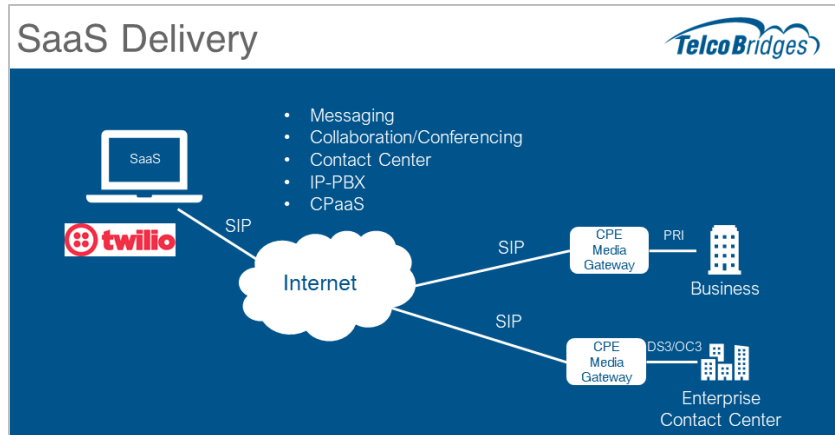 SaaS Delivery
TelcoBridges
• Messaging
• Collaboration/Conferencing
• Contact Center
• IP-PBX
• CPaaS
SaaS
twilio
SIP
Internet
SIP
CPE
Media
Gateway
PRI
Business
SIP
CPE
Media
Gateway
DS3/OC3
Enterprise
Contact Center